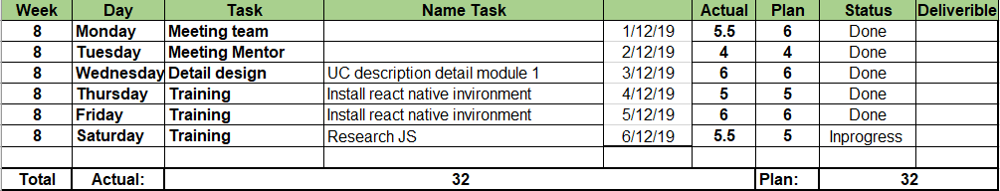 Week Day Task Name Task Actual Plan Status Deliverible
8 Monday Meeting team 1/12/19 5.5 6 Done
8 Tuesday Meeting Mentor 2/12/19 4 4 Done
8 Wednesday Detail design UC description detail module 1 3/12/19 6 6 Done
8 Thursday Training Install react native invironment 4/12/19 5 5 Done
8 Friday Training Install react native invironment 5/12/19 6 6 Done
8 Saturday Training Research JS 6/12/19 5.5 5 Inprogress
Total Actual: 32 Plan: 32